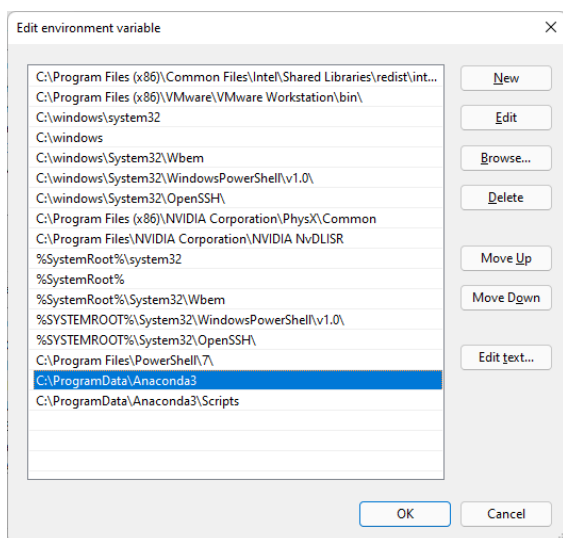 Edit environment variable
C:\Program Files (x86)\Common Files\Intel\Shared Libraries\redist\int...
C:\Program Files (x86)\VMware\VMware Workstation\bin\
C:\windows\system32
C:\windows
C:\windows\System32\Wbem
C:\windows\System32\WindowsPowerShell\v1.0\
C:\windows\System32\OpenSSH\
C:\Program Files (x86)\NVIDIA Corporation\PhysX\Common
C:\Program Files\NVIDIA Corporation\NVIDIA NvDLISR
%SystemRoot%\system32
%SystemRoot%
%SystemRoot%\System32\Wbem
%SYSTEMROOT%\System32\WindowsPowerShell\v1.0\
%SYSTEMROOT%\System32\OpenSSH\
C:\Program Files\PowerShell\7\
C:\ProgramData\Anaconda3
C:\ProgramData\Anaconda3\Scripts
New
Edit
Browse...
Delete
Move Up
Move Down
Edit text...
OK
Cancel